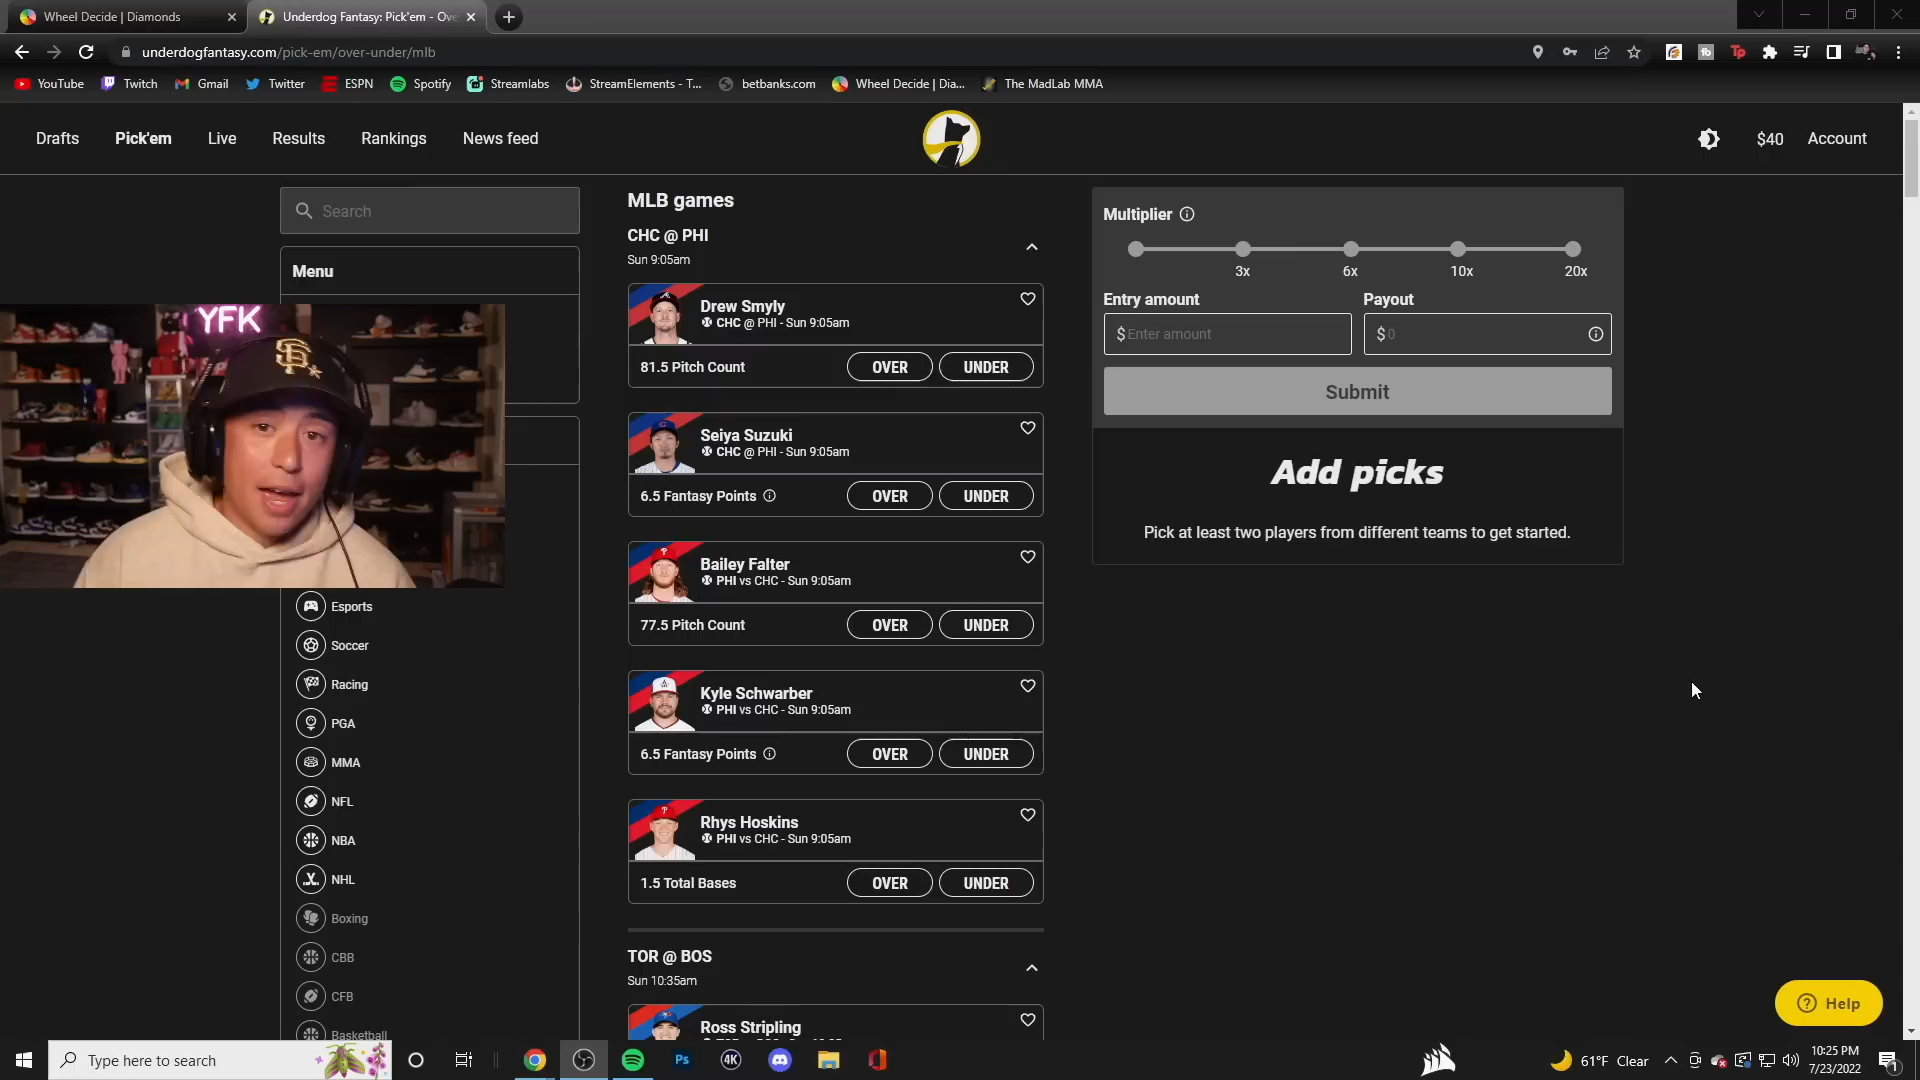 Wheel Decide | Diamonds
Underdog Fantasy: Pick'em - Ove
underdogfantasy.com/pick-em/over-under/mlb
YouTube
Twitch
Gmail
Twitter
ESPN
Spotify
Streamlabs
StreamElements - T...
betbanks.com
Wheel Decide | Dia...
The MadLab MMA
Drafts
Pick'em
Live
Results
Rankings
News feed
$40
Account
Search
Menu
YFK
SF
Esports
Soccer
Racing
PGA
MMA
NFL
NBA
NHL
Boxing
CBB
CFB
Basketball
MLB games
CHC @ PHI
Sun 9:05am
Drew Smyly
CHC @ PHI - Sun 9:05am
81.5 Pitch Count
OVER
UNDER
Seiya Suzuki
CHC @ PHI - Sun 9:05am
6.5 Fantasy Points
OVER
UNDER
Bailey Falter
PHI vs CHC - Sun 9:05am
77.5 Pitch Count
OVER
UNDER
Kyle Schwarber
PHI vs CHC - Sun 9:05am
6.5 Fantasy Points
OVER
UNDER
Rhys Hoskins
PHI vs CHC - Sun 9:05am
1.5 Total Bases
OVER
UNDER
TOR @ BOS
Sun 10:35am
Ross Stripling
Multiplier
3x
6x
10x
20x
Entry amount
Payout
$ Enter amount
$ 0
Submit
Add picks
Pick at least two players from different teams to get started.
Help
Type here to search
Ps
4K
61°F Clear
10:25 PM
7/23/2022
1